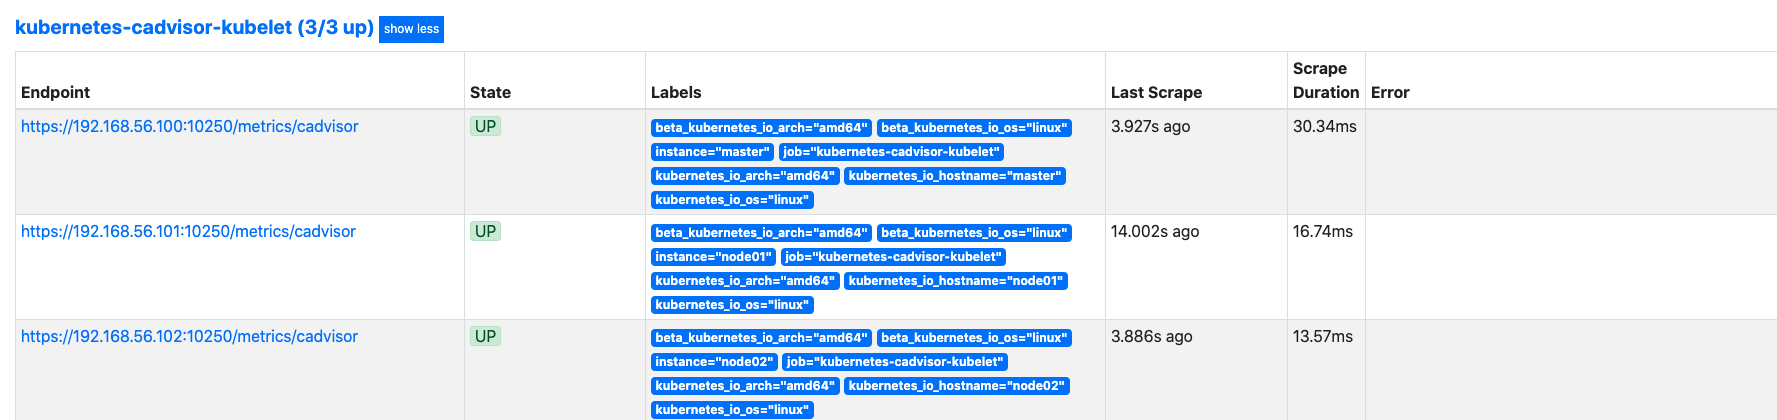 kubernetes-cadvisor-kubelet (3/3 up) show less
Endpoint State Labels Last Scrape Scrape Duration Error
https://192.168.56.100:10250/metrics/cadvisor UP beta_kubernetes_io_arch="amd64" beta_kubernetes_io_os="linux" 3.927s ago 30.34ms
instance="master" job="kubernetes-cadvisor-kubelet"
kubernetes_io_arch="amd64" kubernetes_io_hostname="master"
kubernetes_io_os="linux"
https://192.168.56.101:10250/metrics/cadvisor UP beta_kubernetes_io_arch="amd64" beta_kubernetes_io_os="linux" 14.002s ago 16.74ms
instance="node01" job="kubernetes-cadvisor-kubelet"
kubernetes_io_arch="amd64" kubernetes_io_hostname="node01"
kubernetes_io_os="linux"
https://192.168.56.102:10250/metrics/cadvisor UP beta_kubernetes_io_arch="amd64" beta_kubernetes_io_os="linux" 3.886s ago 13.57ms
instance="node02" job="kubernetes-cadvisor-kubelet"
kubernetes_io_arch="amd64" kubernetes_io_hostname="node02"
kubernetes_io_os="linux"